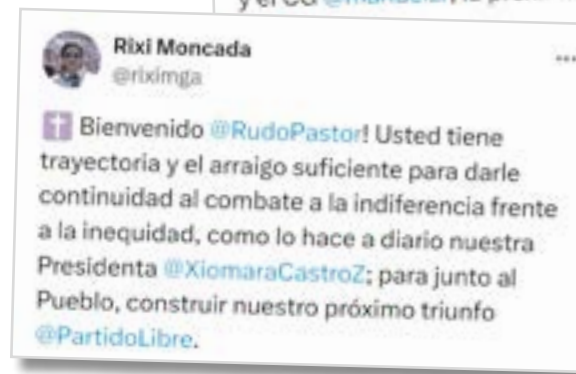 Rixi Moncada
@riximga
✝ Bienvenido @RudoPastor! Usted tiene
trayectoria y el arraigo suficiente para darle
continuidad al combate a la indiferencia frente
a la inequidad, como lo hace a diario nuestra
Presidenta @XiomaraCastroZ; para junto al
Pueblo, construir nuestro próximo triunfo
@PartidoLibre.